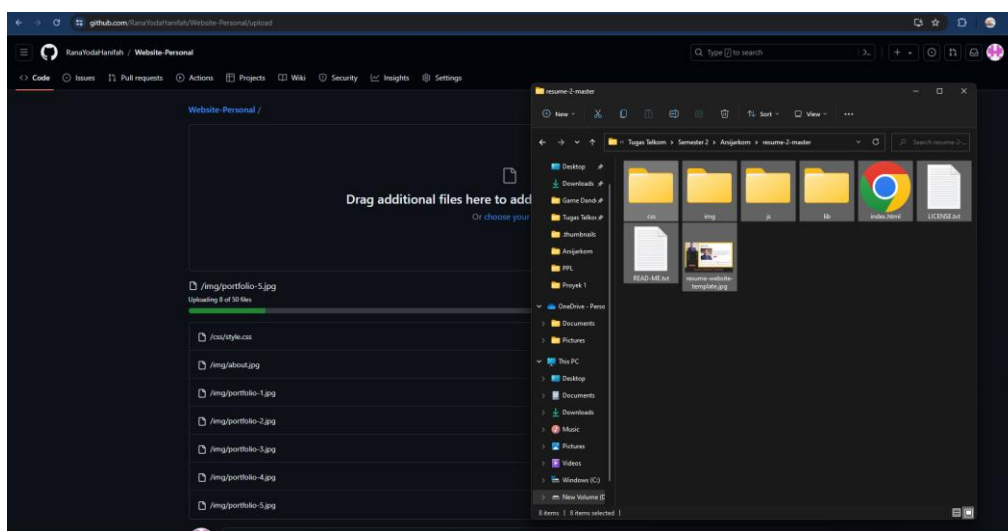 github.com/RanaYodaHanifah/Website-Personal/upload
RanaYodaHanifah / Website-Personal
Type / to search
Code Issues Pull requests Actions Projects Wiki Security Insights Settings
Website-Personal /
Drag additional files here to add
Or choose your
/img/portfolio-5.jpg
Uploading 8 of 50 files
/css/style.css
/img/about.jpg
/img/portfolio-1.jpg
/img/portfolio-2.jpg
/img/portfolio-3.jpg
/img/portfolio-4.jpg
/img/portfolio-5.jpg
resume-2-master
New Sort View ...
Tugas Telkom > Semester 2 > Arsijarkom > resume-2-master
Search resume-2-...
Desktop
Downloads
Game Dandi
Tugas Telkor
.thumbnails
Arsijarkom
PPL
Proyek 1
OneDrive - Perso
Documents
Pictures
This PC
Desktop
Documents
Downloads
Music
Pictures
Videos
Windows (C:)
New Volume (D
css img js lib index.html LICENSE.txt
READ-ME.txt resume-website-
template.jpg
8 items 8 items selected